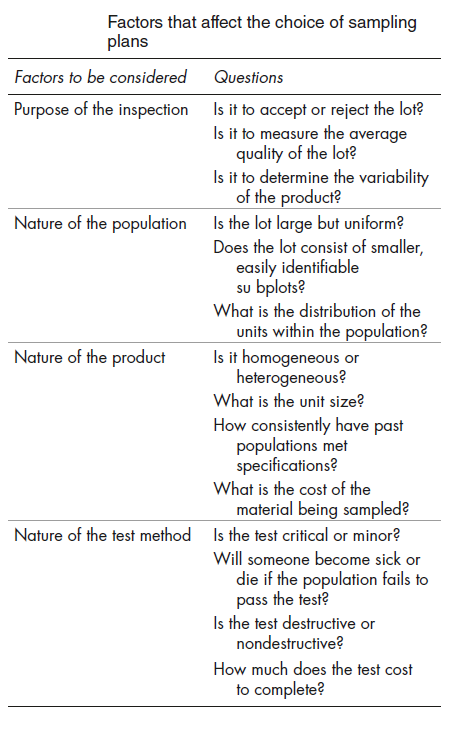 Factors that affect the choice of sampling
plans
Factors to be considered Questions
Purpose of the inspection Is it to accept or reject the lot?
Is it to measure the average
quality of the lot?
Is it to determine the variability
of the product?
Nature of the population Is the lot large but uniform?
Does the lot consist of smaller,
easily identifiable
su bplots?
What is the distribution of the
units within the population?
Nature of the product Is it homogeneous or
heterogeneous?
What is the unit size?
How consistently have past
populations met
specifications?
What is the cost of the
material being sampled?
Nature of the test method Is the test critical or minor?
Will someone become sick or
die if the population fails to
pass the test?
Is the test destructive or
nondestructive?
How much does the test cost
to complete?